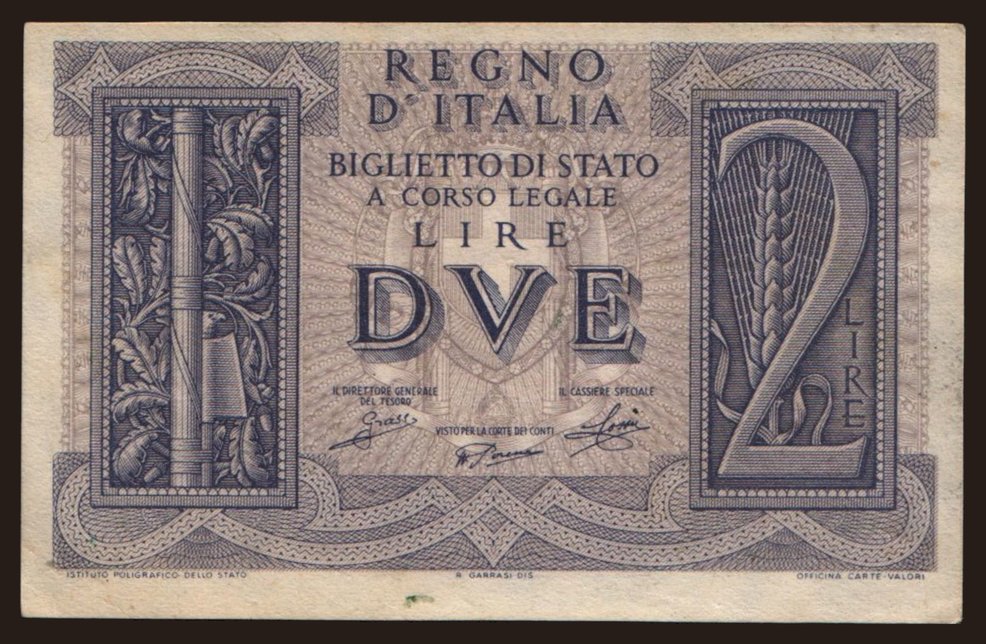 REGNO
D'ITALIA
BIGLIETTO DI STATO
A CORSO LEGALE
LIRE
DVE
2
LIRE
IL DIRETTORE GENERALE
DEL TESORO
IL CASSIERE SPECIALE
Grassi
VISTO PER LA CORTE DEI CONTI
ISTITUTO POLIGRAFICO DELLO STATO
R. GARRASI DIS.
OFFICINA CARTE-VALORI